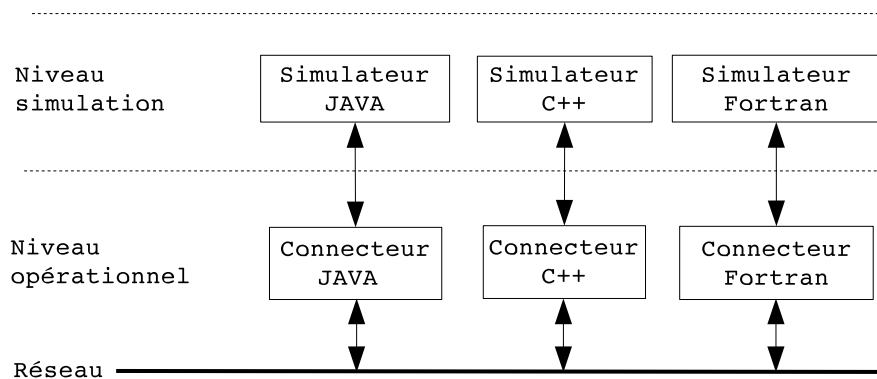 Niveau
simulation
Simulateur
JAVA
Simulateur
C++
Simulateur
Fortran
Niveau
opérationnel
Connecteur
JAVA
Connecteur
C++
Connecteur
Fortran
Réseau